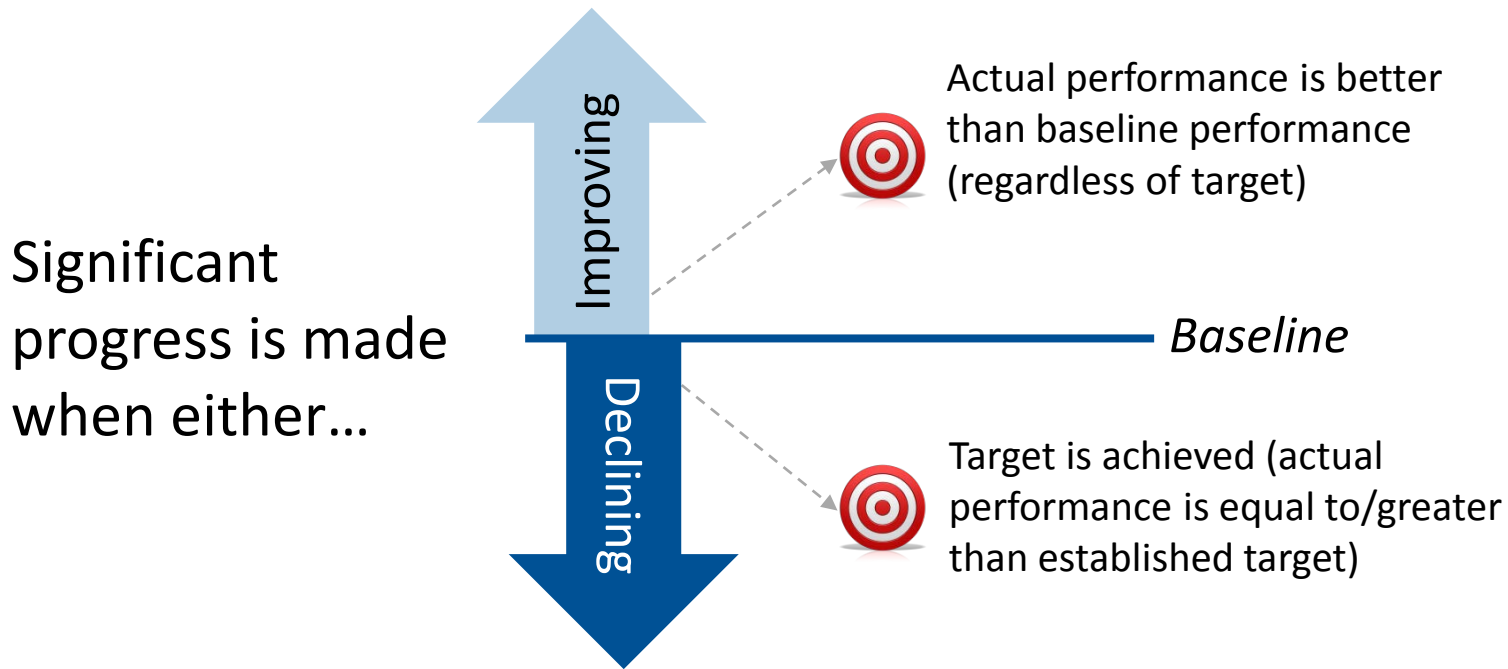 Significant
progress is made
when either…
Improving
Declining
Actual performance is better
than baseline performance
(regardless of target)
Baseline
Target is achieved (actual
performance is equal to/greater
than established target)